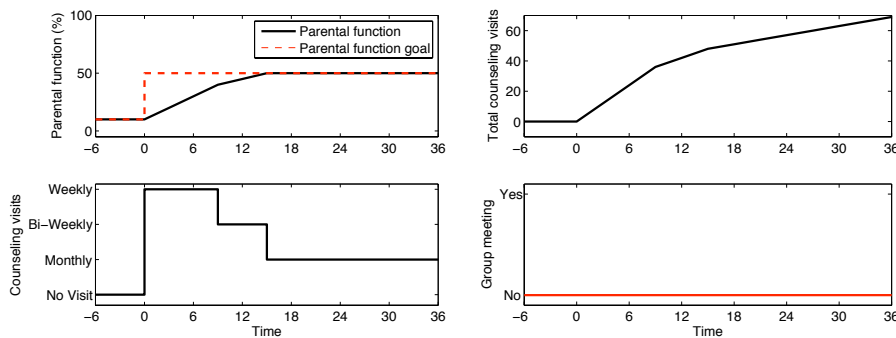 Parental function (%)
100
50
0
Parental function
Parental function goal
−6 0 6 12 18 24 30 36
Total counseling visits
60
40
20
0
−6 0 6 12 18 24 30 36
Counseling visits
Weekly
Bi−Weekly
Monthly
No Visit
−6 0 6 12 18 24 30 36
Time
Group meeting
Yes
No
−6 0 6 12 18 24 30 36
Time